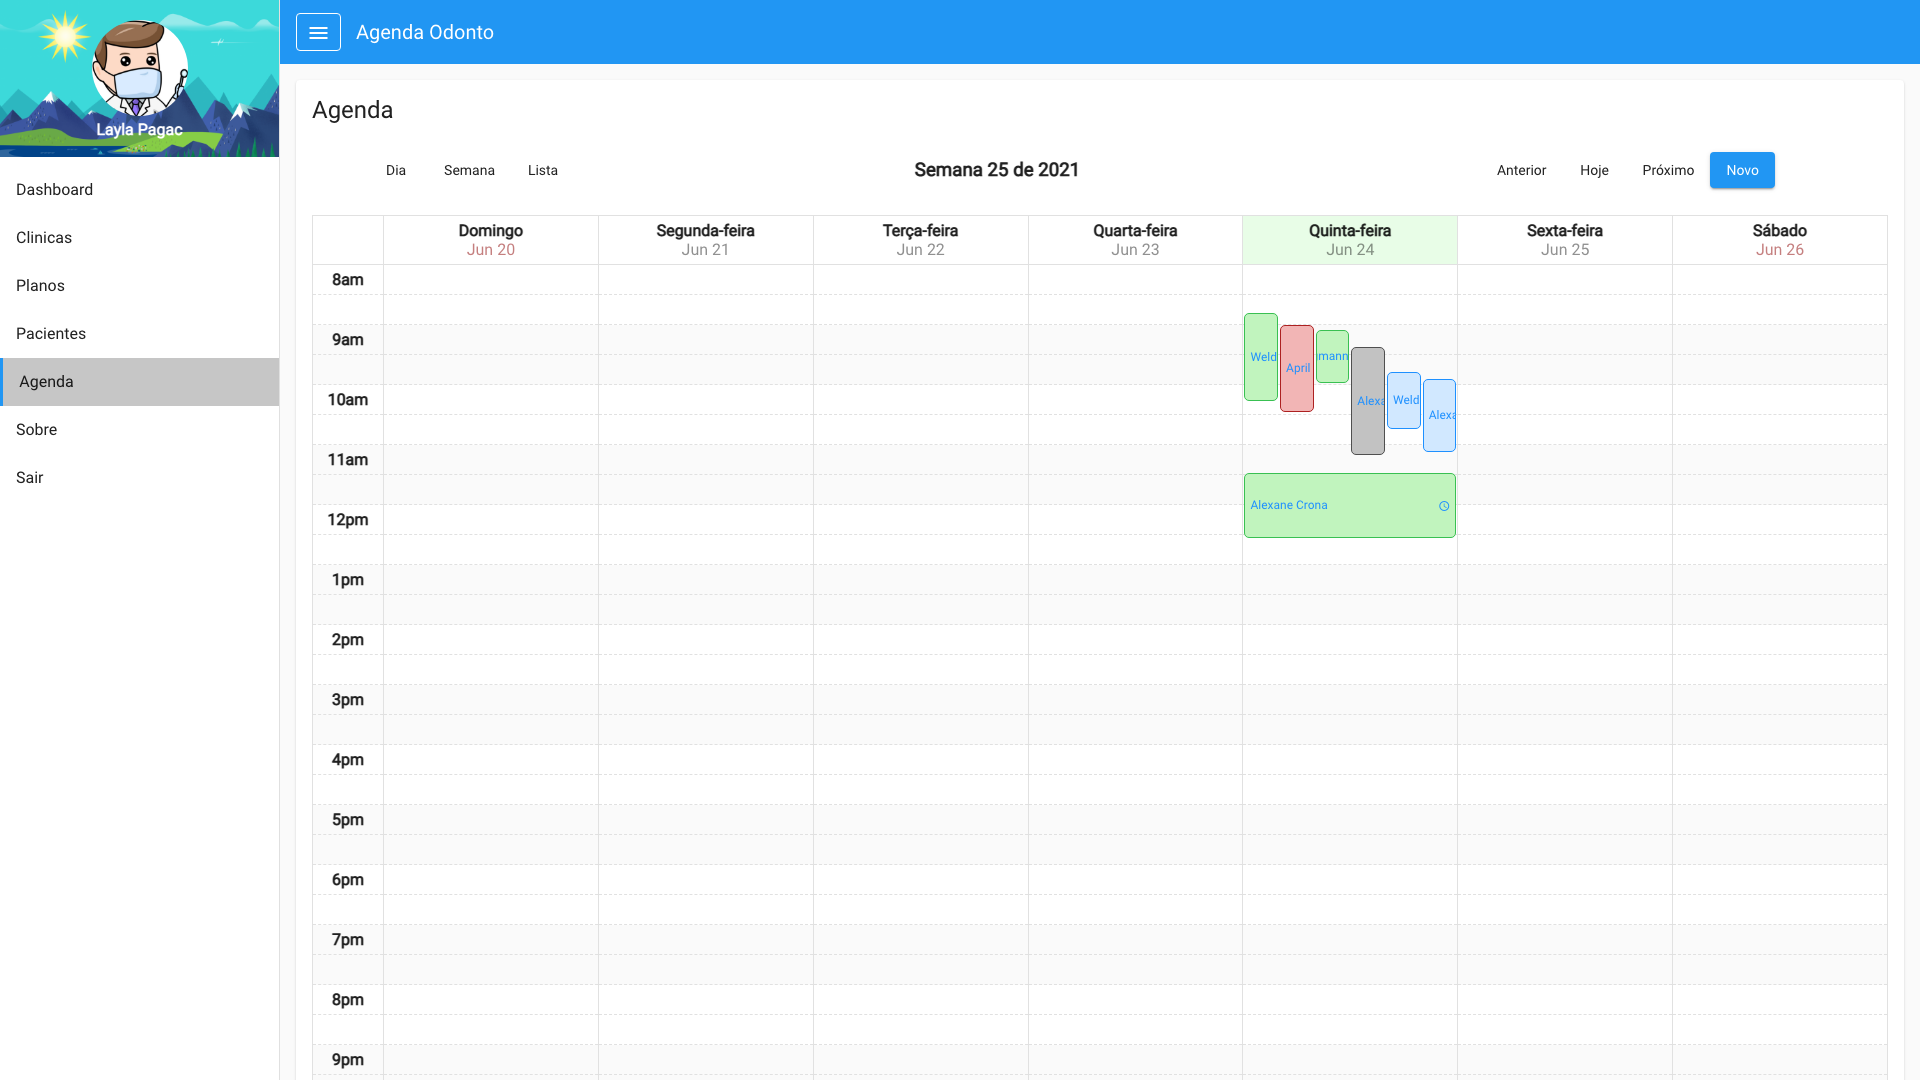 Layla Pagac
Dashboard
Clinicas
Planos
Pacientes
Agenda
Sobre
Sair
Agenda Odonto
Agenda
Dia Semana Lista
Semana 25 de 2021
Anterior Hoje Próximo Novo
Domingo Segunda-feira Terça-feira Quarta-feira Quinta-feira Sexta-feira Sábado
Jun 20 Jun 21 Jun 22 Jun 23 Jun 24 Jun 25 Jun 26
8am
9am
Weld April mann
10am
Alexa Weld Alexa
11am
Alexane Crona
12pm
1pm
2pm
3pm
4pm
5pm
6pm
7pm
8pm
9pm